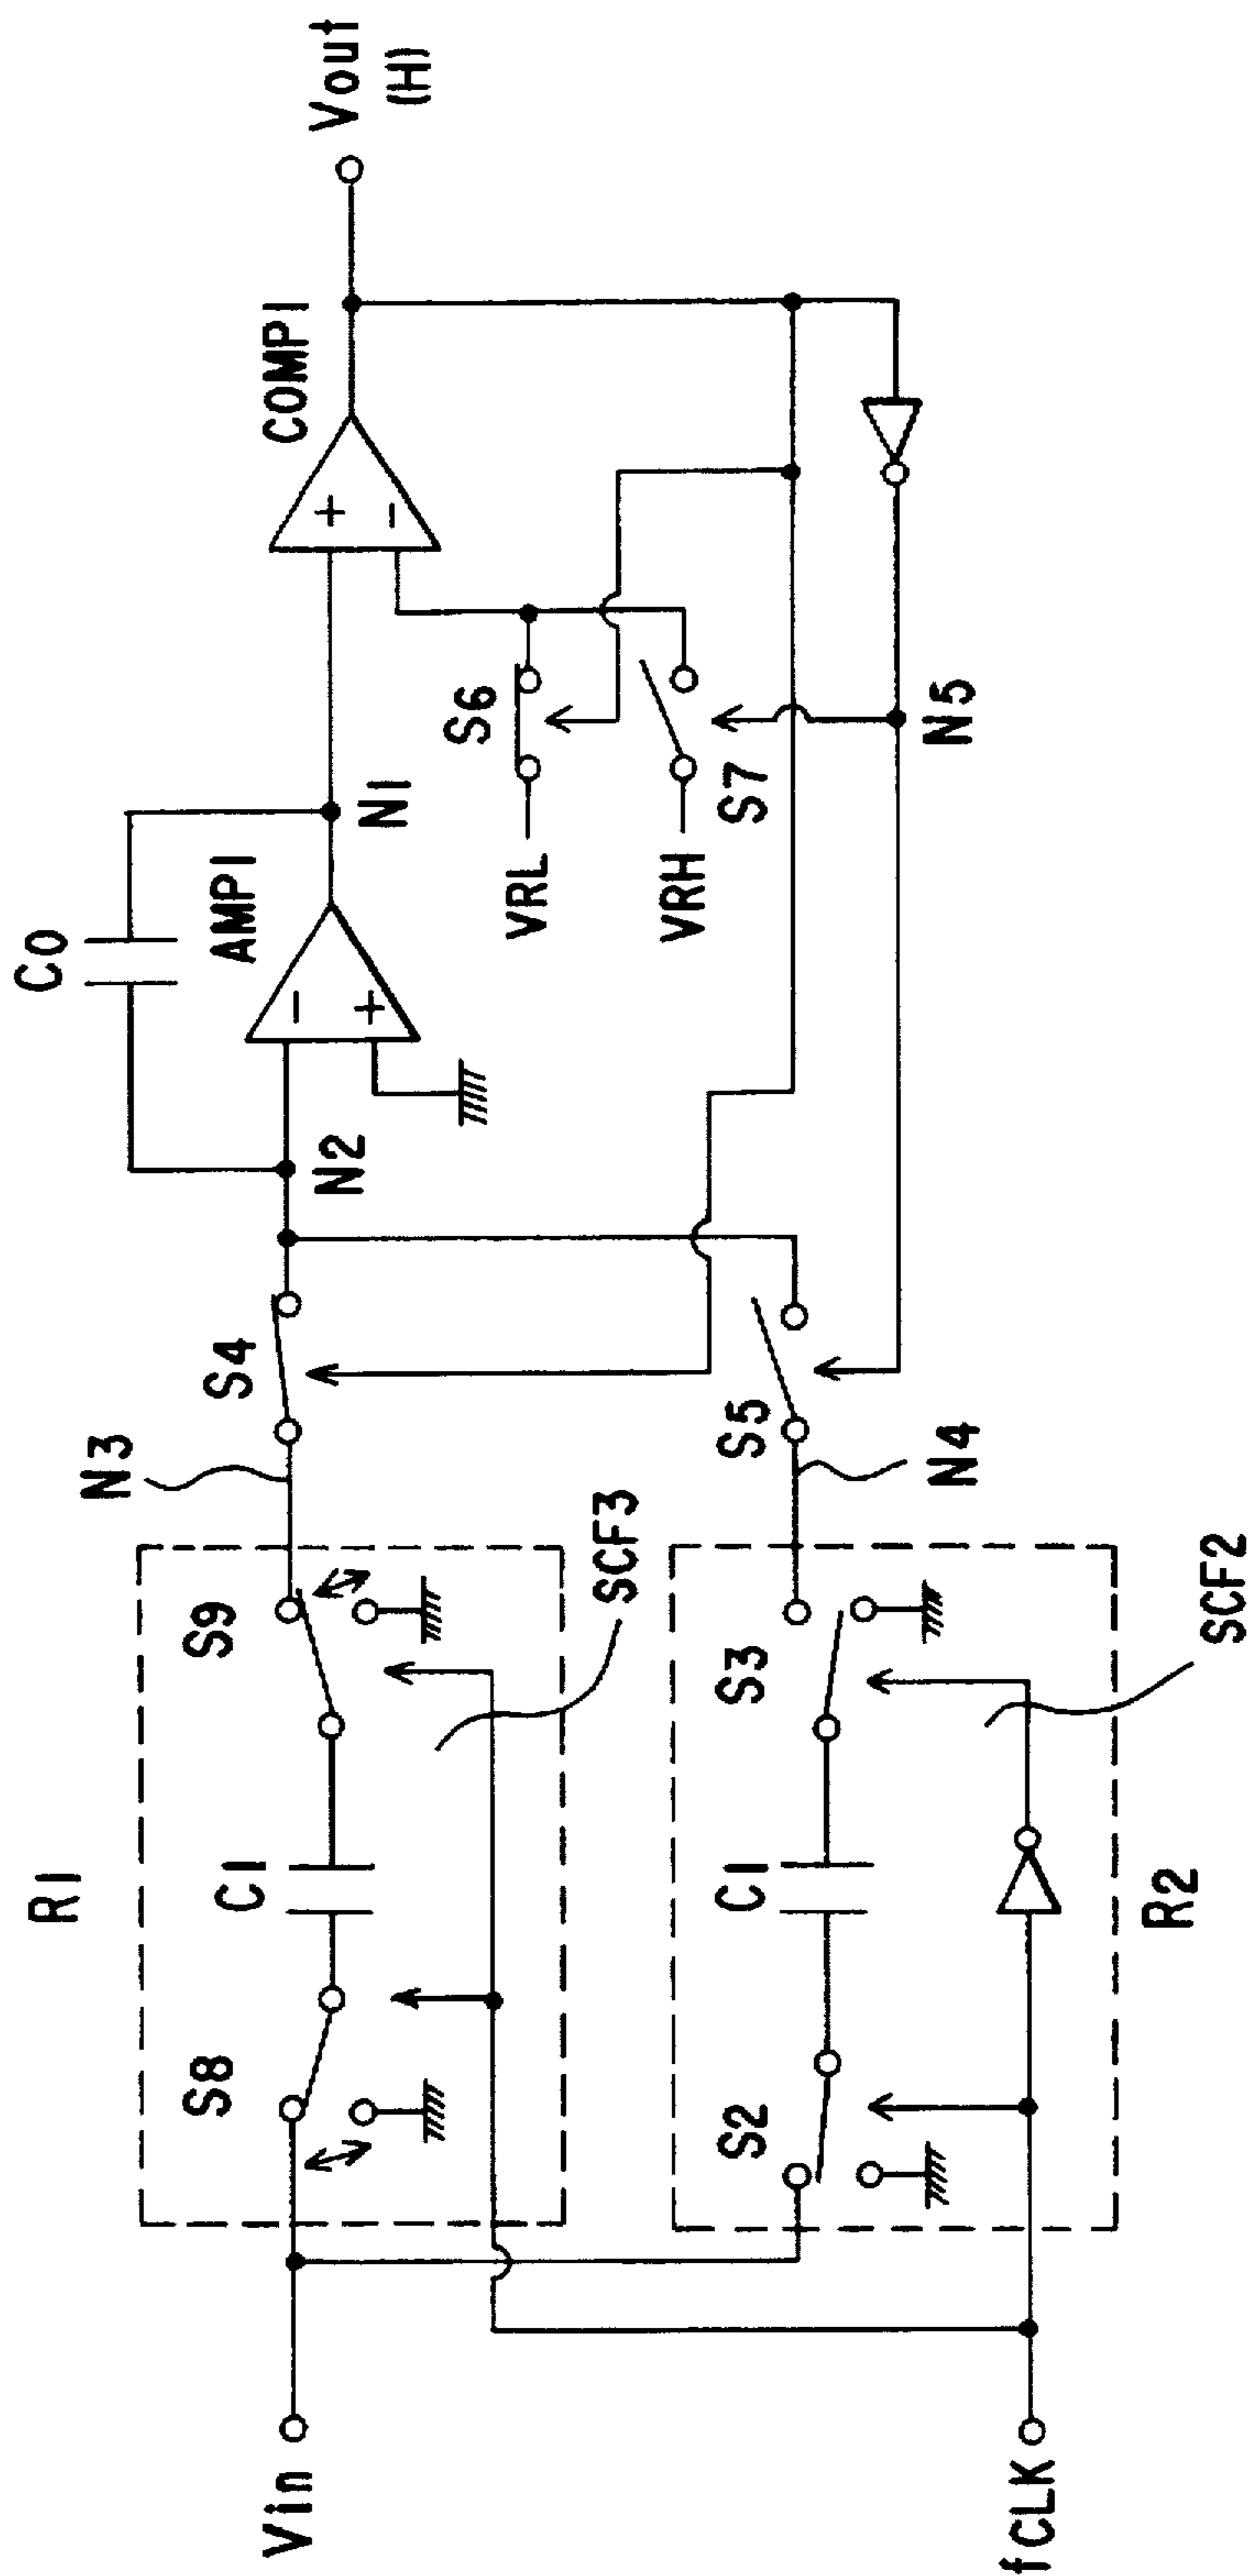 R1
C0
COMP1
Vout
(H)
AMP1
N3
S4
N2
N1
S8
C1
S9
Vin
+
-
-
+
S6
VRL
SCF3
S7
VRH
S2
C1
S3
S5
N4
N5
fCLK
R2
SCF2